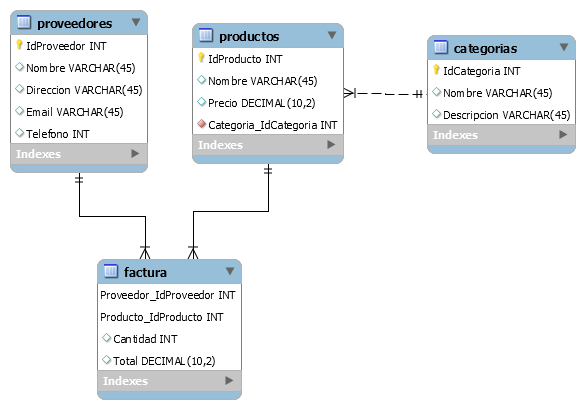 proveedores
IdProveedor INT
Nombre VARCHAR(45)
Direccion VARCHAR(45)
Email VARCHAR(45)
Telefono INT
Indexes
productos
IdProducto INT
Nombre VARCHAR(45)
Precio DECIMAL(10,2)
Categoria_IdCategoria INT
Indexes
categorias
IdCategoria INT
Nombre VARCHAR(45)
Descripcion VARCHAR(45)
Indexes
factura
Proveedor_IdProveedor INT
Producto_IdProducto INT
Cantidad INT
Total DECIMAL(10,2)
Indexes